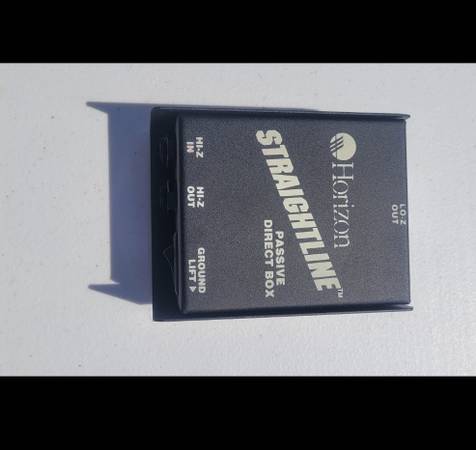 LO-Z
OUT
Horizon
STRAIGHTLINE™
PASSIVE
DIRECT BOX
HI-Z
IN
HI-Z
OUT
GROUND
LIFT